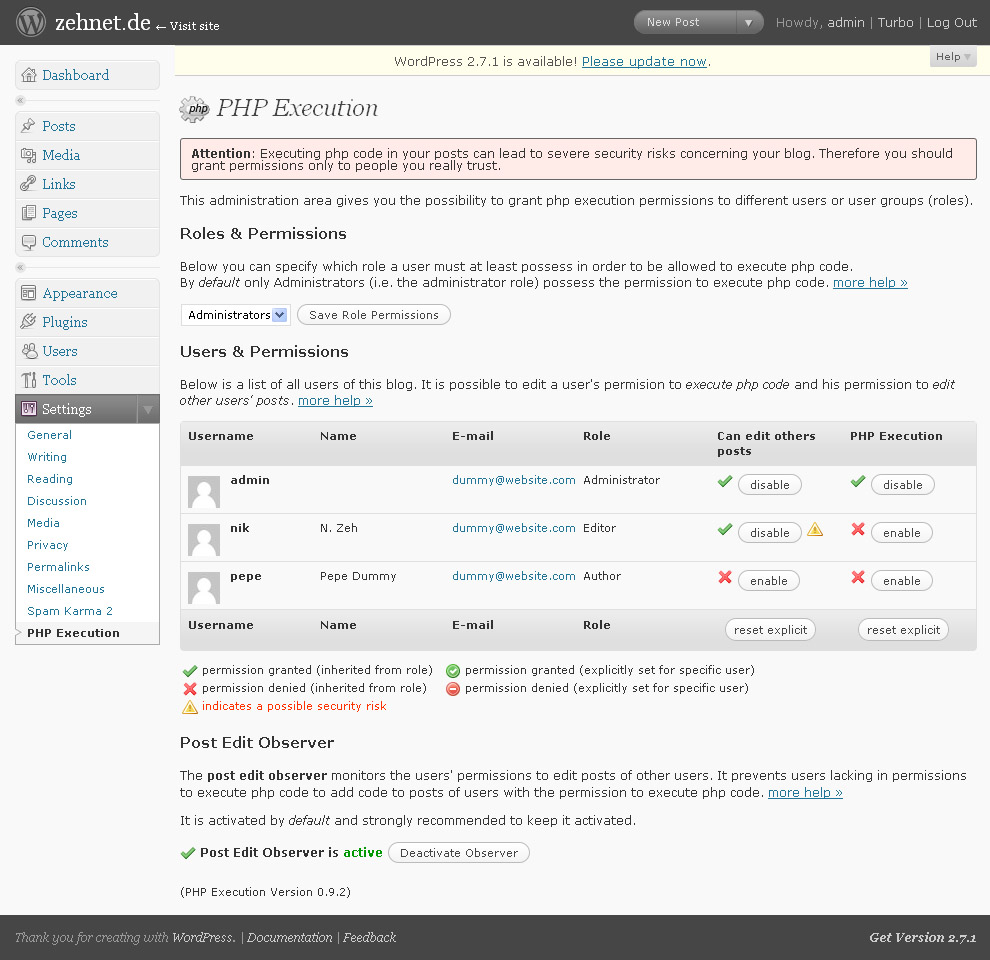 zehnet.de ← Visit site
New Post
Howdy, admin | Turbo | Log Out
WordPress 2.7.1 is available! Please update now.
Help
Dashboard
Posts
Media
Links
Pages
Comments
Appearance
Plugins
Users
Tools
Settings
General
Writing
Reading
Discussion
Media
Privacy
Permalinks
Miscellaneous
Spam Karma 2
PHP Execution
php PHP Execution
Attention: Executing php code in your posts can lead to severe security risks concerning your blog. Therefore you should
grant permissions only to people you really trust.
This administration area gives you the possibility to grant php execution permissions to different users or user groups (roles).
Roles & Permissions
Below you can specify which role a user must at least possess in order to be allowed to execute php code.
By default only Administrators (i.e. the administrator role) possess the permission to execute php code. more help »
Administrators Save Role Permissions
Users & Permissions
Below is a list of all users of this blog. It is possible to edit a user's permision to execute php code and his permission to edit
other users' posts. more help »
Username Name E-mail Role Can edit others PHP Execution
posts
admin dummy@website.com Administrator disable disable
nik N. Zeh dummy@website.com Editor disable enable
pepe Pepe Dummy dummy@website.com Author enable enable
Username Name E-mail Role reset explicit reset explicit
permission granted (inherited from role) permission granted (explicitly set for specific user)
permission denied (inherited from role) permission denied (explicitly set for specific user)
indicates a possible security risk
Post Edit Observer
The post edit observer monitors the users' permissions to edit posts of other users. It prevents users lacking in permissions
to execute php code to add code to posts of users with the permission to execute php code. more help »
It is activated by default and strongly recommended to keep it activated.
Post Edit Observer is active Deactivate Observer
(PHP Execution Version 0.9.2)
Thank you for creating with WordPress. | Documentation | Feedback
Get Version 2.7.1